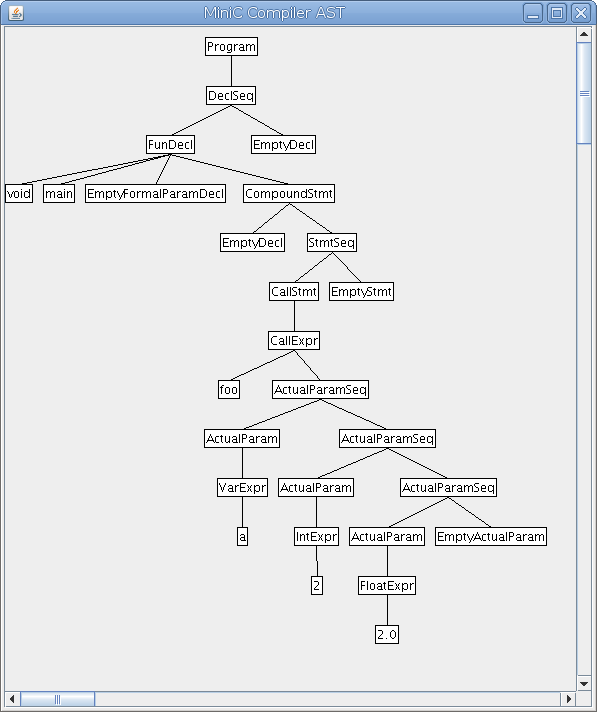 MiniC Compiler AST
Program
DeclSeq
FunDecl EmptyDecl
void main EmptyFormalParamDecl CompoundStmt
EmptyDecl StmtSeq
CallStmt EmptyStmt
CallExpr
foo ActualParamSeq
ActualParam ActualParamSeq
VarExpr ActualParam ActualParamSeq
a IntExpr ActualParam EmptyActualParam
2 FloatExpr
2.0